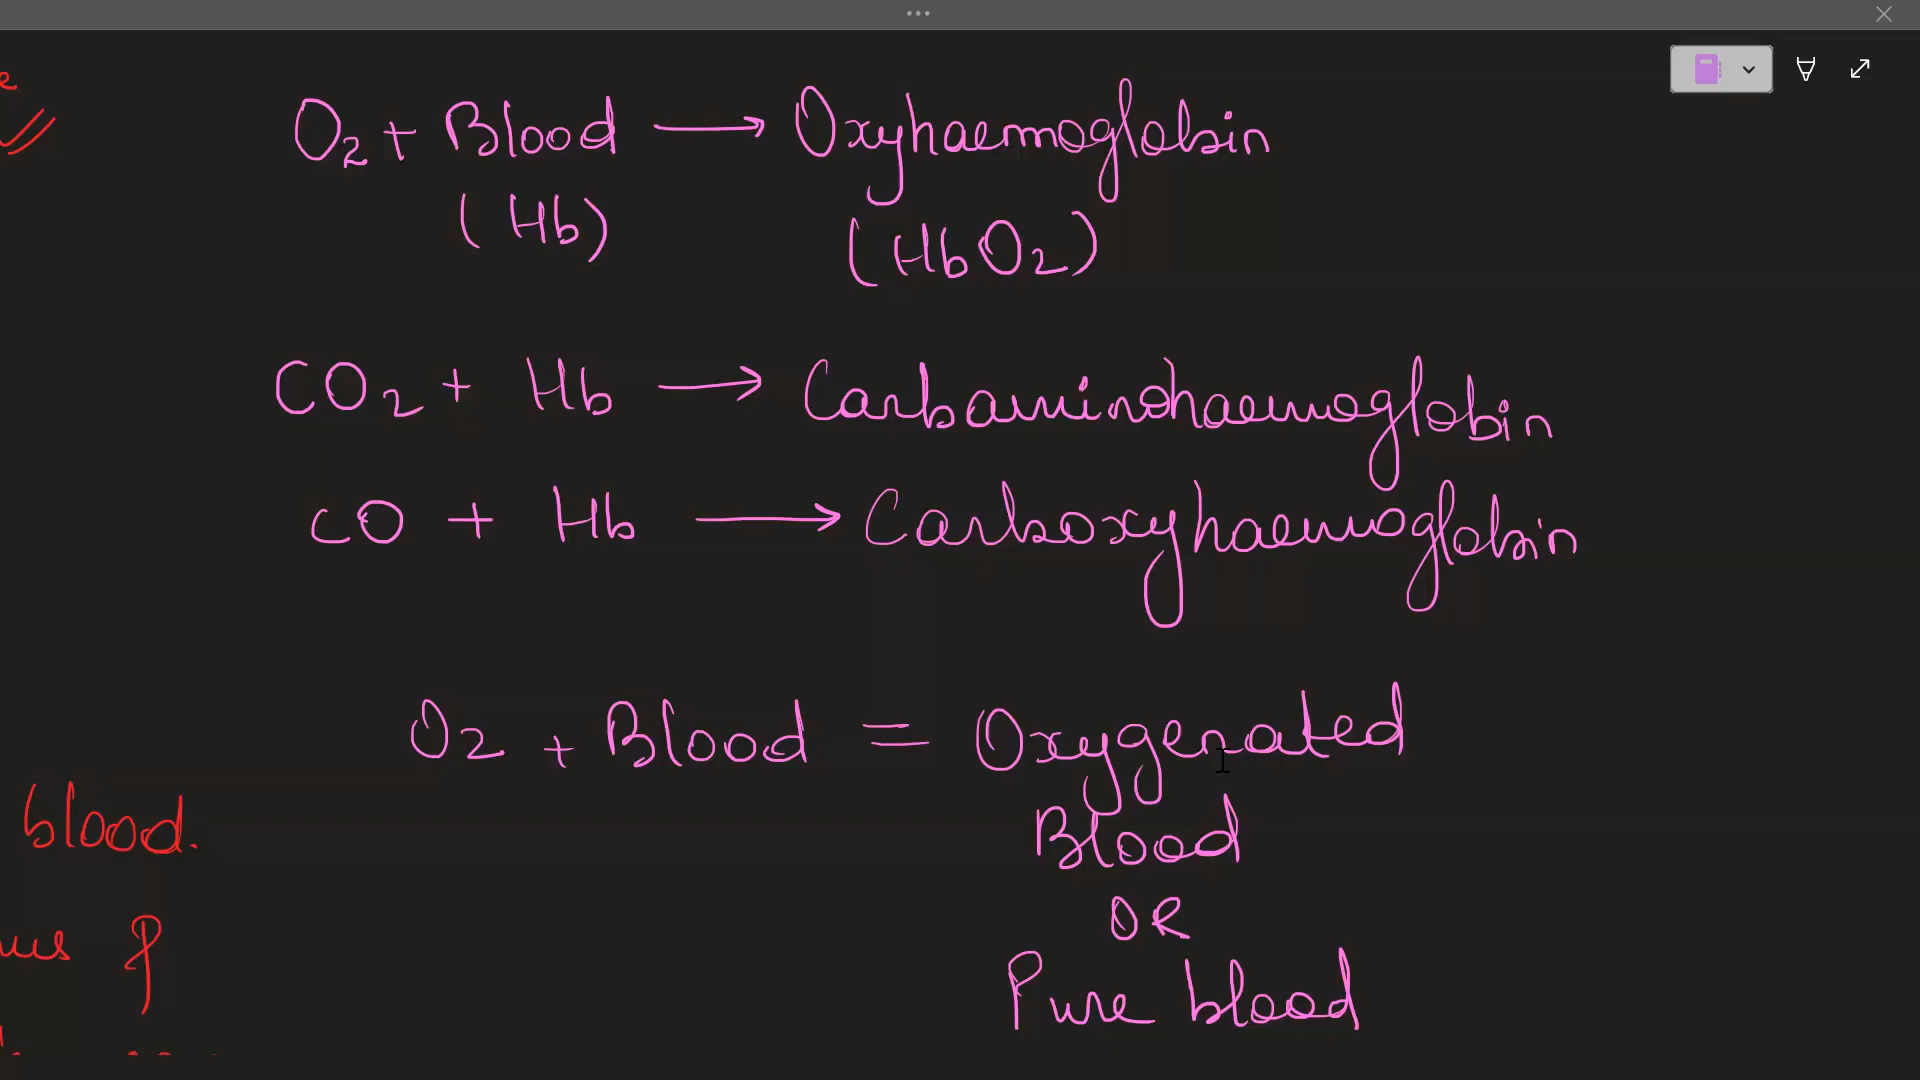 O2 + Blood → Oxyhaemoglobin
(Hb) (HbO2)
CO2 + Hb → Carbaminohaemoglobin
CO + Hb → Carboxyhaemoglobin
O2 + Blood = Oxygenated
blood.
Blood
OR
Pure blood